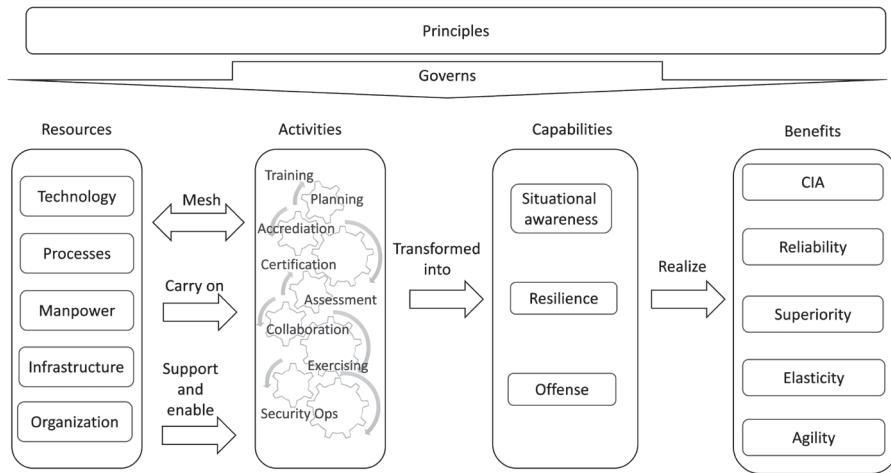 Principles
Governs
Resources
Technology
Processes
Manpower
Infrastructure
Organization
Mesh
Carry on
Support
and
enable
Activities
Training
Planning
Accrediation
Certification
Assessment
Collaboration
Exercising
Security Ops
Transformed
into
Capabilities
Situational
awareness
Resilience
Offense
Realize
Benefits
CIA
Reliability
Superiority
Elasticity
Agility